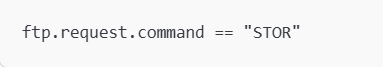 ftp.request.command == "STOR"